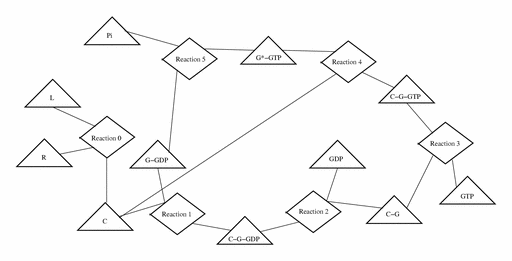 Pi
Reaction 5
G*−GTP
Reaction 4
L
C−G−GTP
Reaction 0
Reaction 3
R
G−GDP
GDP
GTP
C
Reaction 1
Reaction 2
C−G
C−G−GDP